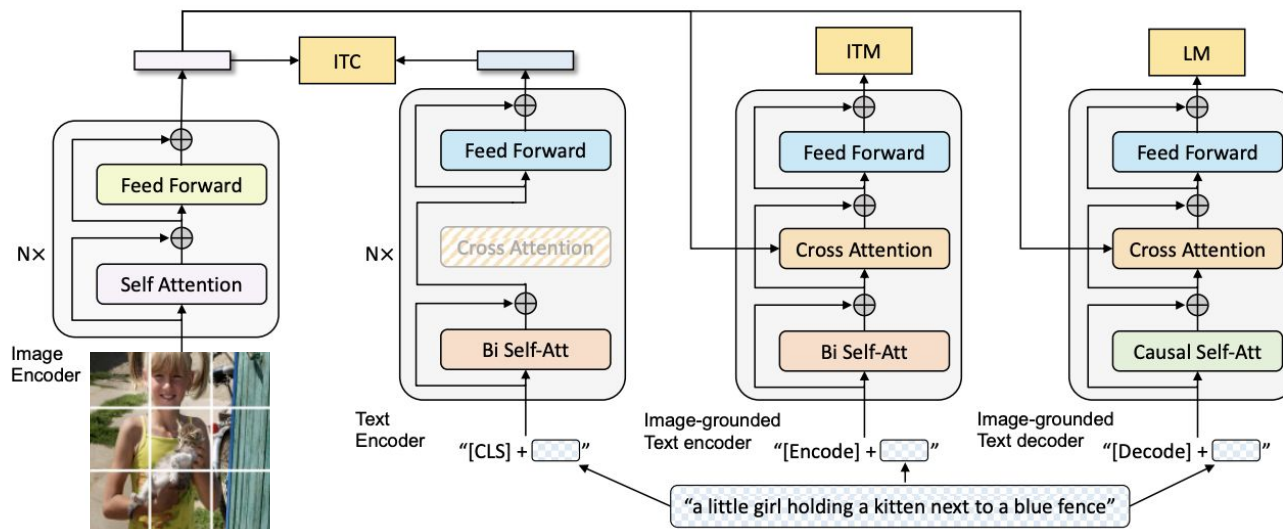 ITC
ITM
LM
Feed Forward
Feed Forward
Feed Forward
Feed Forward
N×
N×
Cross Attention
Cross Attention
Cross Attention
Self Attention
Bi Self-Att
Bi Self-Att
Causal Self-Att
Image
Encoder
Text
Encoder
Image-grounded
Text encoder
Image-grounded
Text decoder
“[CLS] + ”
“[Encode] + ”
“[Decode] + ”
“a little girl holding a kitten next to a blue fence”